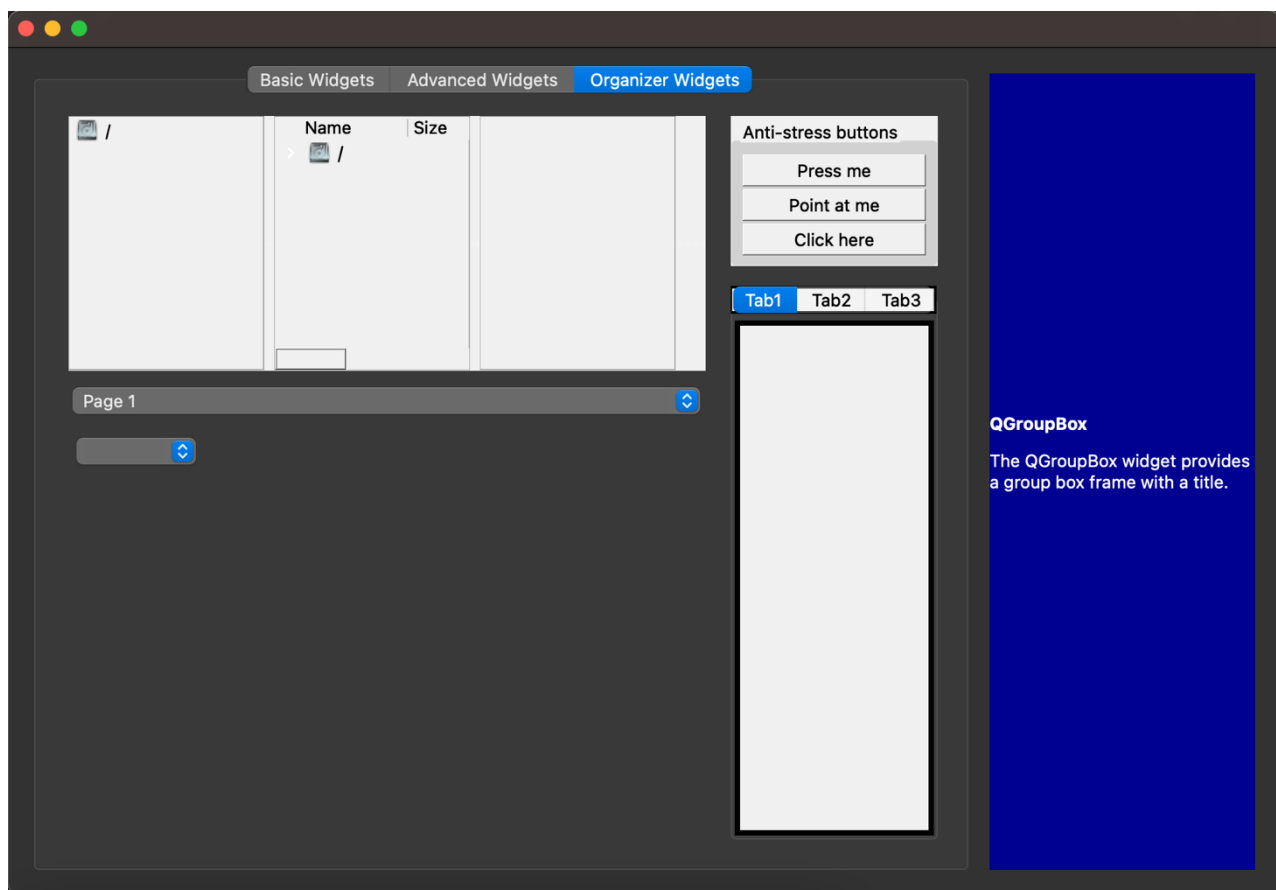 Basic Widgets
Advanced Widgets
Organizer Widgets
/
Name
Size
/
Anti-stress buttons
Press me
Point at me
Click here
Tab1
Tab2
Tab3
Page 1
QGroupBox
The QGroupBox widget provides
a group box frame with a title.